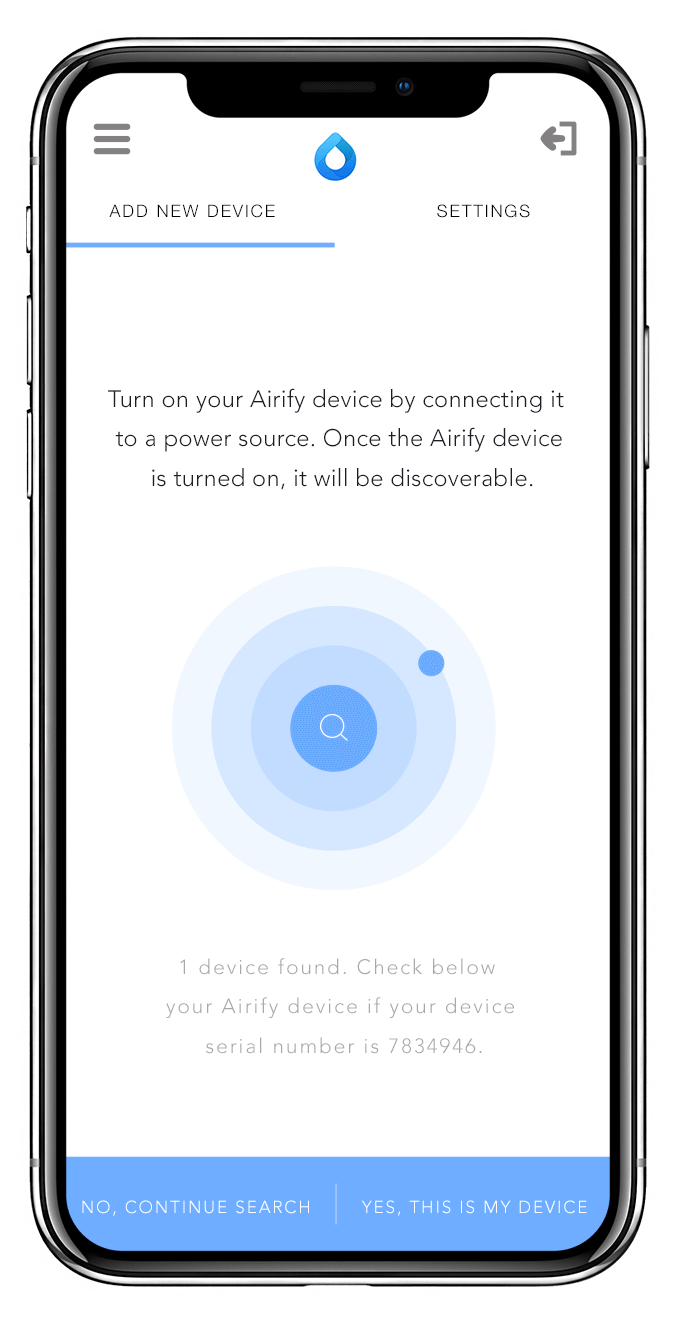 ADD NEW DEVICE
SETTINGS
Turn on your Airify device by connecting it
to a power source. Once the Airify device
is turned on, it will be discoverable.
1 device found. Check below
your Airify device if your device
serial number is 7834946.
NO, CONTINUE SEARCH
YES, THIS IS MY DEVICE